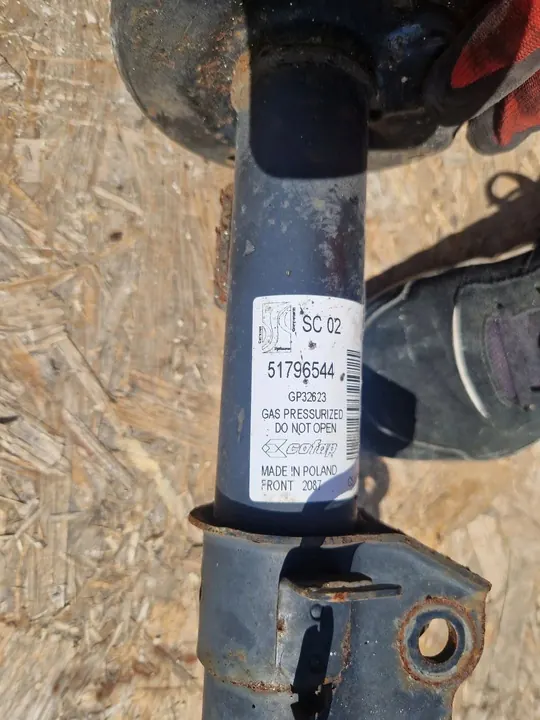 SC 02
51796544
GP32623
GAS PRESSURIZED
DO NOT OPEN
cofap
MADE IN POLAND
FRONT 2087